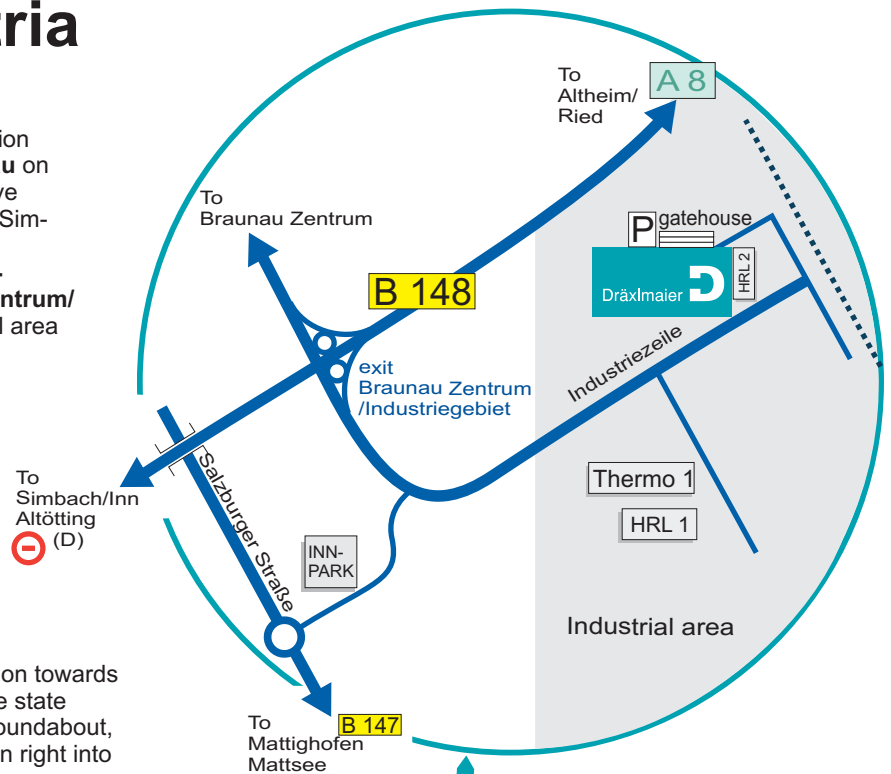 tria
To
Altheim/
Ried
A 8
ion
u on
ve
Sim-
-
ntrum/
l area
To
Braunau Zentrum
P gatehouse
HRL 2
Dräxlmaier
B 148
Industriezeile
exit
Braunau Zentrum
/Industriegebiet
To
Simbach/Inn
Altötting
(D)
Salzburger Straße
Thermo 1
HRL 1
INN-
PARK
Industrial area
on towards
e state
oundabout,
n right into
To
Mattighofen
Mattsee
B 147